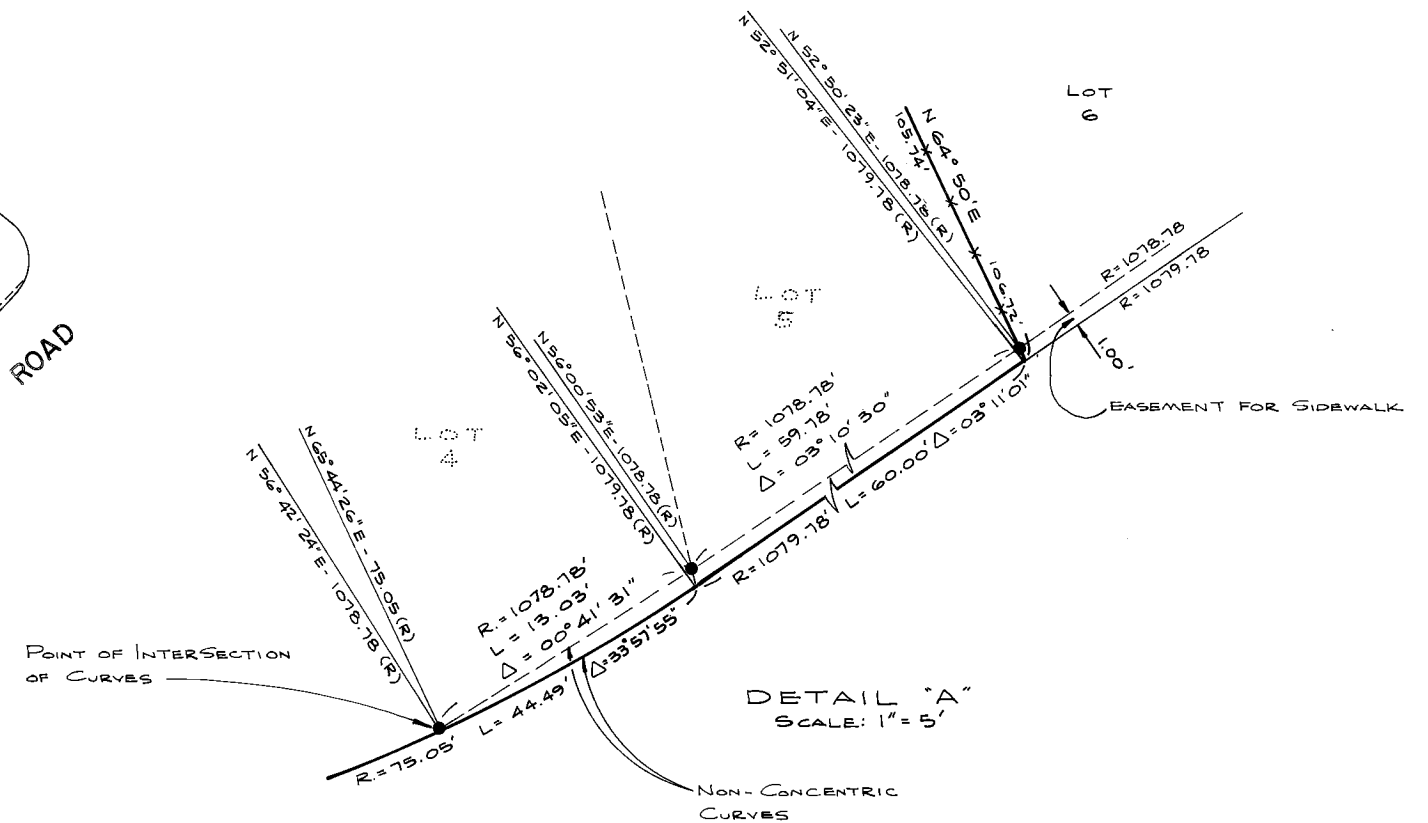 N 52° 51' 04" E - 1079.78 (R)
N 52° 50' 23" E - 1078.78 (R)
N 64° 50' E
105.74'
106.72'
LOT
6
R=1078.78
R=1079.78
1.00'
EASEMENT FOR SIDEWALK
ROAD
LOT
5
N 56° 00' 53" E - 1078.78 (R)
N 56° 02' 05" E - 1079.78 (R)
R= 1078.78'
L= 59.78'
Δ= 03° 10' 30"
R=1079.78' L= 60.00' Δ=03° 11' 01"
LOT
4
N 65° 44' 26" E - 75.05 (R)
N 56° 42' 24" E - 1078.78 (R)
R.=1078.78'
L = 13.03'
Δ = 00° 41' 31"
POINT OF INTERSECTION
OF CURVES
R.=75.05' L= 44.49' Δ=33° 57' 55"
DETAIL "A"
SCALE: 1" = 5'
NON-CONCENTRIC
CURVES